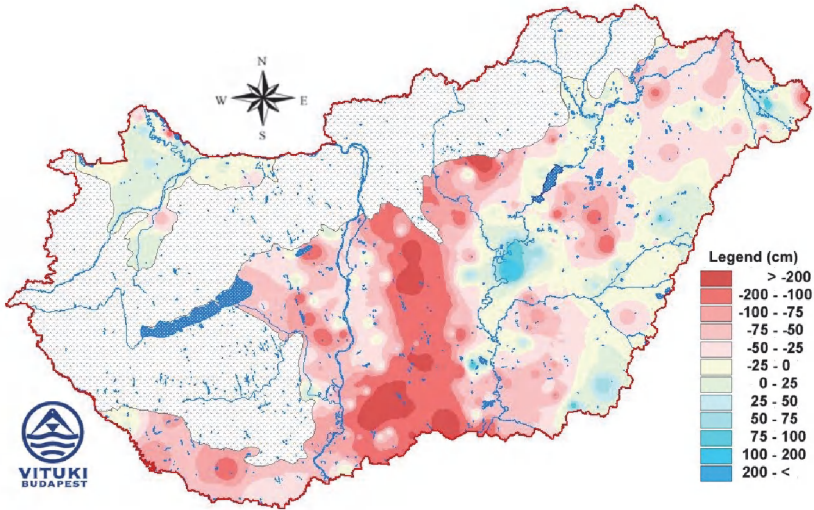 N
W E
S
Legend (cm)
> -200
-200 - -100
-100 - -75
-75 - -50
-50 - -25
-25 - 0
0 - 25
25 - 50
50 - 75
75 - 100
100 - 200
200 - <
VITUKI
BUDAPEST